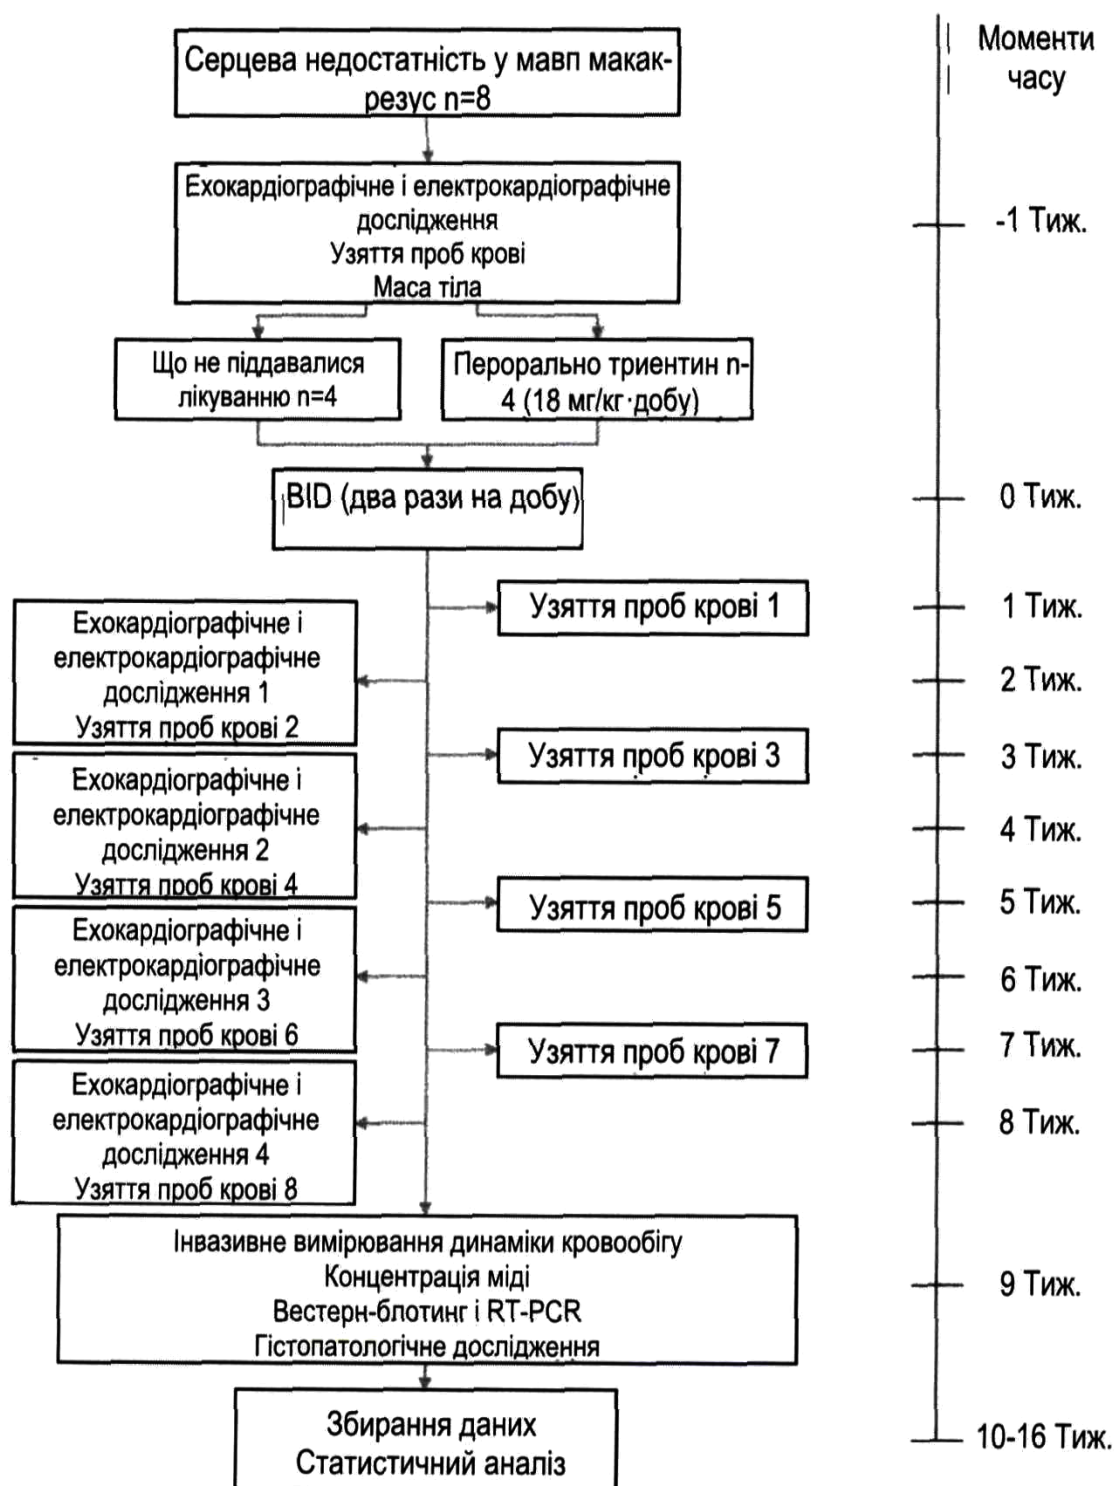 Серцева недостатність у мавп макак-
резус n=8
Моменти
часу
Ехокардіографічне і електрокардіографічне
дослідження
Узяття проб крові
Маса тіла
-1 Тиж.
Що не піддавалися
лікуванню n=4
Перорально триентин n-
4 (18 мг/кг·добу)
BID (два рази на добу)
0 Тиж.
Узяття проб крові 1
1 Тиж.
Ехокардіографічне і
електрокардіографічне
дослідження 1
Узяття проб крові 2
2 Тиж.
Узяття проб крові 3
3 Тиж.
Ехокардіографічне і
електрокардіографічне
дослідження 2
Узяття проб крові 4
4 Тиж.
Узяття проб крові 5
5 Тиж.
Ехокардіографічне і
електрокардіографічне
дослідження 3
Узяття проб крові 6
6 Тиж.
Узяття проб крові 7
7 Тиж.
Ехокардіографічне і
електрокардіографічне
дослідження 4
Узяття проб крові 8
8 Тиж.
Інвазивне вимірювання динаміки кровообігу
Концентрація міді
Вестерн-блотинг і RT-PCR
Гістопатологічне дослідження
9 Тиж.
Збирання даних
Статистичний аналіз
10-16 Тиж.